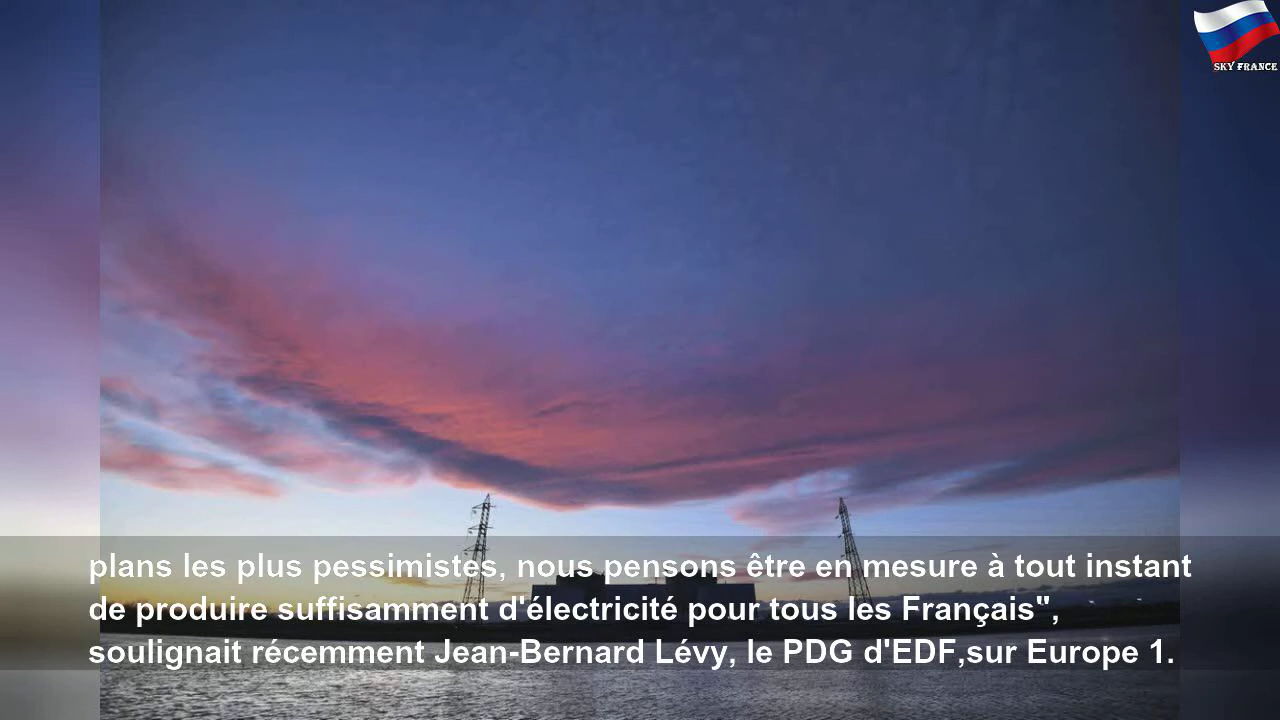 SKY FRANCE
plans les plus pessimistes, nous pensons être en mesure à tout instant
de produire suffisamment d'électricité pour tous les Français",
soulignait récemment Jean-Bernard Lévy, le PDG d'EDF,sur Europe 1.